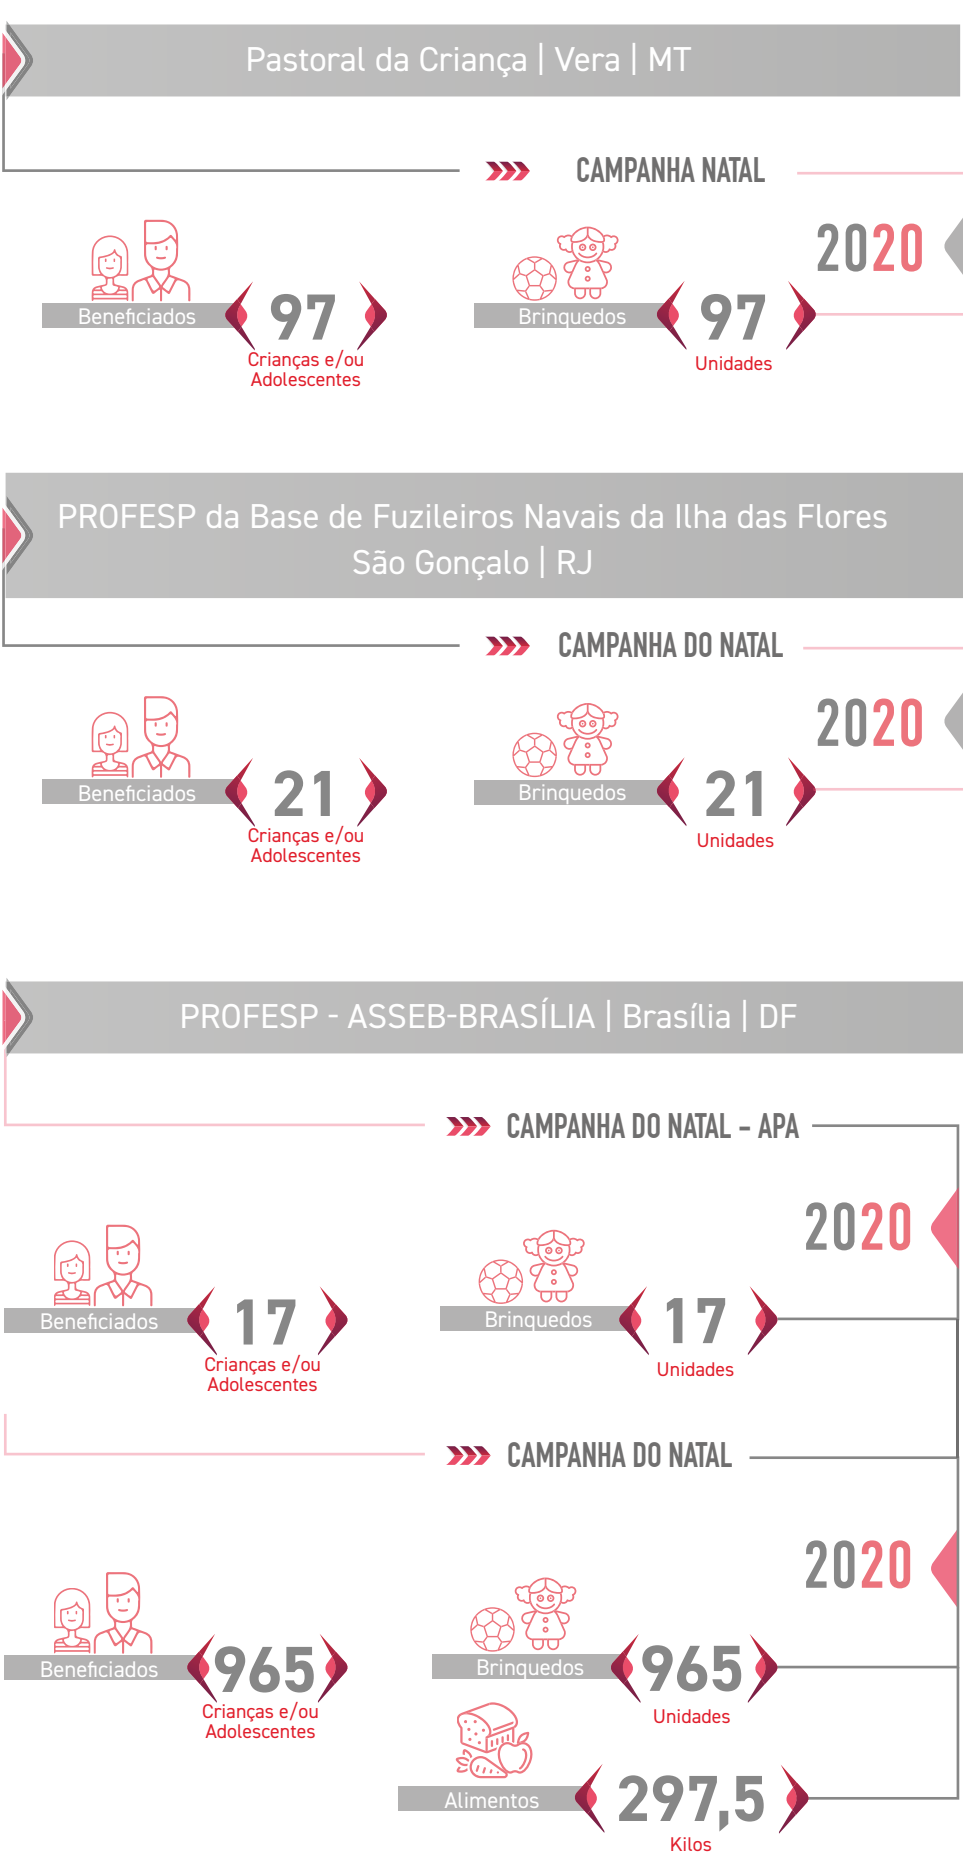 Pastoral da Criança | Vera | MT
CAMPANHA NATAL
2020
Beneficiados
97
Crianças e/ou
Adolescentes
Brinquedos
97
Unidades
PROFESP da Base de Fuzileiros Navais da Ilha das Flores
São Gonçalo | RJ
CAMPANHA DO NATAL
2020
Beneficiados
21
Crianças e/ou
Adolescentes
Brinquedos
21
Unidades
PROFESP - ASSEB-BRASÍLIA | Brasília | DF
CAMPANHA DO NATAL - APA
2020
Beneficiados
17
Crianças e/ou
Adolescentes
Brinquedos
17
Unidades
CAMPANHA DO NATAL
2020
Beneficiados
965
Crianças e/ou
Adolescentes
Brinquedos
965
Unidades
Alimentos
297,5
Kilos